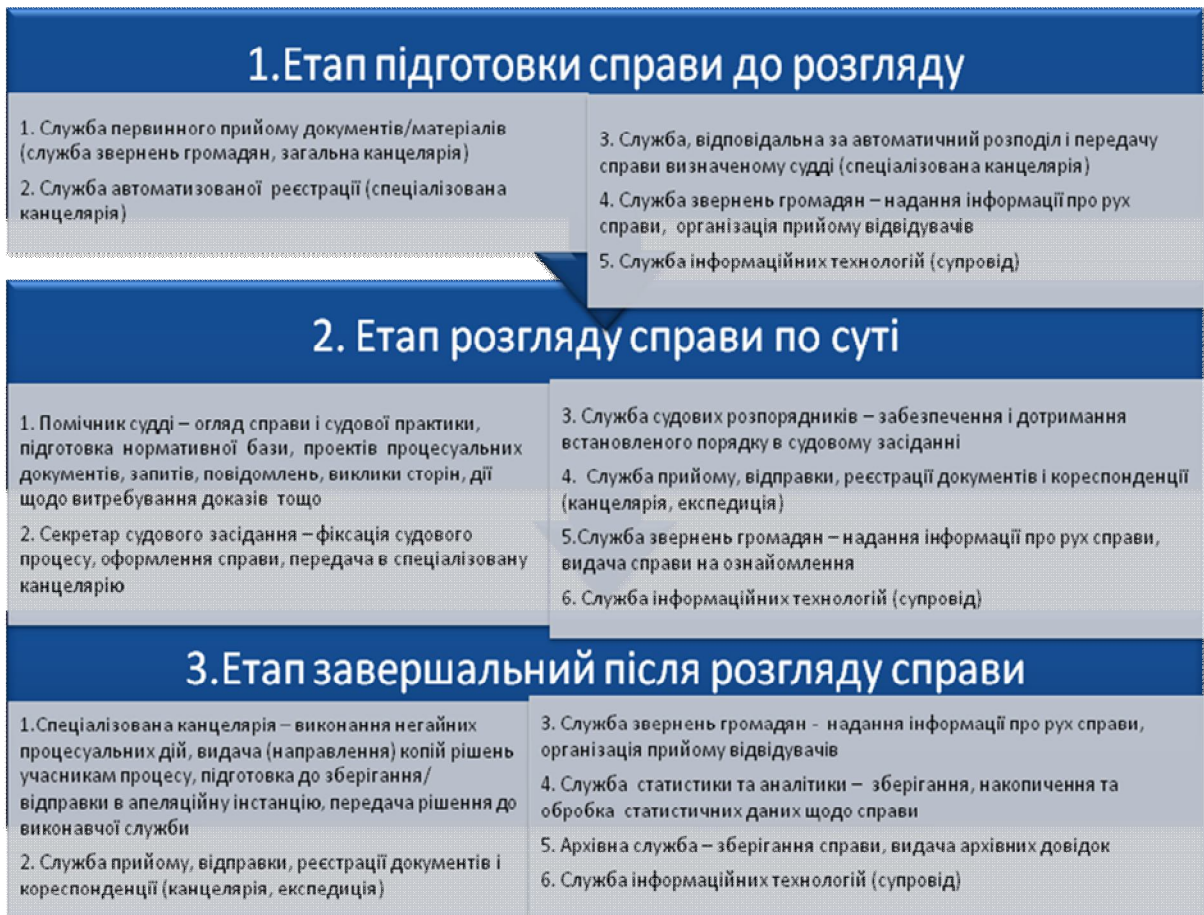 1.Етап підготовки справи до розгляду
1. Служба первинного прийому документів/матеріалів
(служба звернень громадян, загальна канцелярія)
2. Служба автоматизованої реєстрації (спеціалізована
канцелярія)
3. Служба, відповідальна за автоматичний розподіл і передачу
справи визначеному судді (спеціалізована канцелярія)
4. Служба звернень громадян – надання інформації про рух
справи, організація прийому відвідувачів
5. Служба інформаційних технологій (супровід)
2. Етап розгляду справи по суті
1. Помічник судді – огляд справи і судової практики,
підготовка нормативної бази, проектів процесуальних
документів, запитів, повідомлень, виклики сторін, дії
щодо витребування доказів тощо
2. Секретар судового засідання – фіксація судового
процесу, оформлення справи, передача в спеціалізовану
канцелярію
3. Служба судових розпорядників – забезпечення і дотримання
встановленого порядку в судовому засіданні
4. Служба прийому, відправки, реєстрації документів і кореспонденції
(канцелярія, експедиція)
5.Служба звернень громадян – надання інформації про рух справи,
видача справи на ознайомлення
6. Служба інформаційних технологій (супровід)
3.Етап завершальний після розгляду справи
1.Спеціалізована канцелярія – виконання негайних
процесуальних дій, видача (направлення) копій рішень
учасникам процесу, підготовка до зберігання/
відправки в апеляційну інстанцію, передача рішення до
виконавчої служби
2. Служба прийому, відправки, реєстрації документів і
кореспонденції (канцелярія, експедиція)
3. Служба звернень громадян - надання інформації про рух справи,
організація прийому відвідувачів
4. Служба статистики та аналітики – зберігання, накопичення та
обробка статистичних даних щодо справи
5. Архівна служба – зберігання справи, видача архівних довідок
6. Служба інформаційних технологій (супровід)